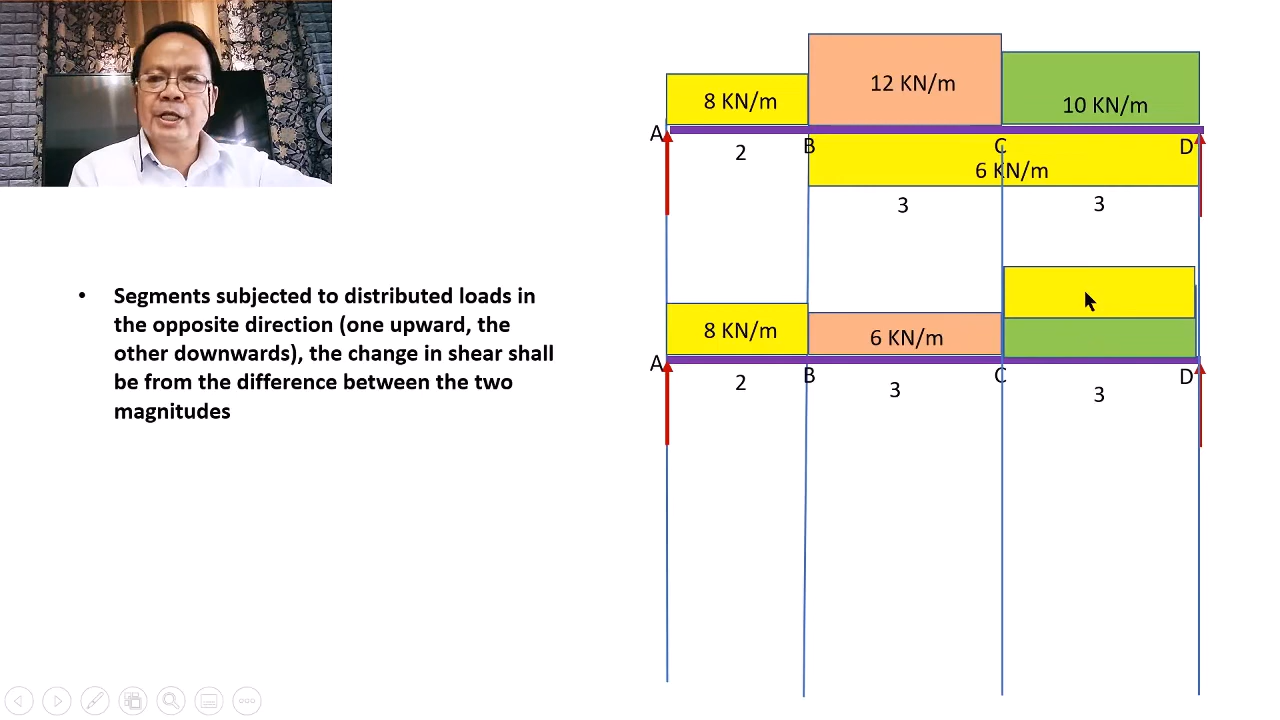 8 KN/m
12 KN/m
10 KN/m
A
B
C
D
2
6 KN/m
3
3
• Segments subjected to distributed loads in
the opposite direction (one upward, the
other downwards), the change in shear shall
be from the difference between the two
magnitudes
8 KN/m
6 KN/m
A
B
C
D
2
3
3